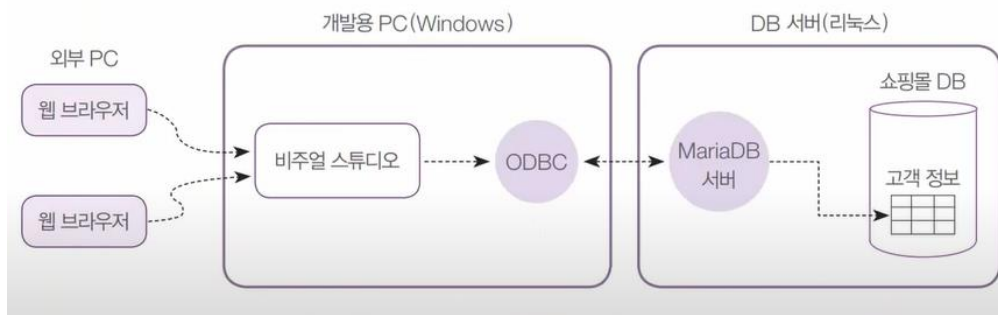 개발용 PC(Windows)
DB 서버(리눅스)
외부 PC
쇼핑몰 DB
웹 브라우저
비주얼 스튜디오
ODBC
MariaDB
서버
고객 정보
웹 브라우저